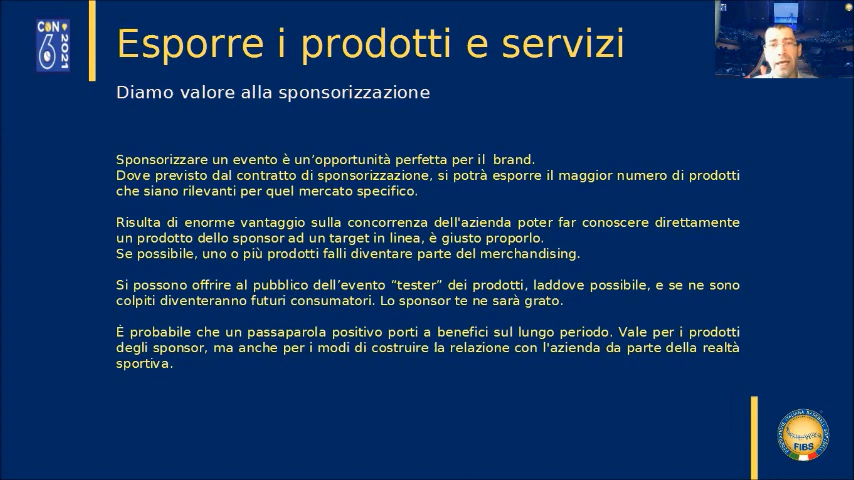 CON
6
2021
Esporre i prodotti e servizi
Diamo valore alla sponsorizzazione
Sponsorizzare un evento è un’opportunità perfetta per il brand.
Dove previsto dal contratto di sponsorizzazione, si potrà esporre il maggior numero di prodotti
che siano rilevanti per quel mercato specifico.
Risulta di enorme vantaggio sulla concorrenza dell'azienda poter far conoscere direttamente
un prodotto dello sponsor ad un target in linea, è giusto proporlo.
Se possibile, uno o più prodotti falli diventare parte del merchandising.
Si possono offrire al pubblico dell’evento “tester” dei prodotti, laddove possibile, e se ne sono
colpiti diventeranno futuri consumatori. Lo sponsor te ne sarà grato.
È probabile che un passaparola positivo porti a benefici sul lungo periodo. Vale per i prodotti
degli sponsor, ma anche per i modi di costruire la relazione con l'azienda da parte della realtà
sportiva.
FIBS